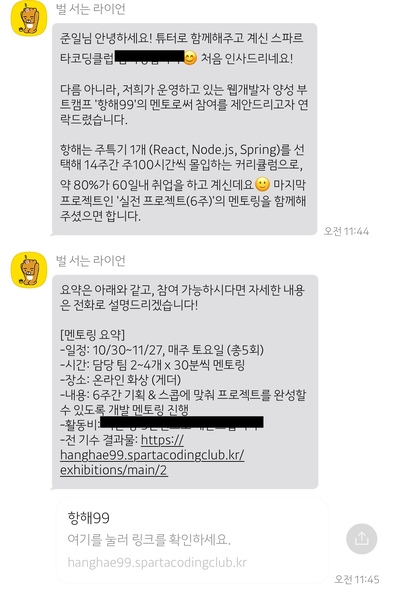 벌 서는 라이언
준일님 안녕하세요! 튜터로 함께해주고 계신 스파르
타코딩클럽 처음 인사드리네요!
다름 아니라, 저희가 운영하고 있는 웹개발자 양성 부
트캠프 '항해99'의 멘토로써 참여를 제안드리고자 연
락드렸습니다.
항해는 주특기 1개 (React, Node.js, Spring)를 선
택해 14주간 주100시간씩 몰입하는 커리큘럼으로,
약 80%가 60일내 취업을 하고 계신데요 마지막
프로젝트인 '실전 프로젝트(6주)'의 멘토링을 함께해
주셨으면 합니다.
오전 11:44
벌 서는 라이언
요약은 아래와 같고, 참여 가능하시다면 자세한 내용
은 전화로 설명드리겠습니다!
[멘토링 요약]
-일정: 10/30~11/27, 매주 토요일 (총5회)
-시간: 담당 팀 2~4개 x 30분씩 멘토링
-장소: 온라인 화상 (게더)
-내용: 6주간 기획 & 스콥에 맞춰 프로젝트를 완성할
수 있도록 개발 멘토링 진행
-활동비:
-전 기수 결과물: https://
hanghae99.spartacodingclub.kr/
exhibitions/main/2
항해99
여기를 눌러 링크를 확인하세요.
hanghae99.spartacodingclub.kr
오전 11:45